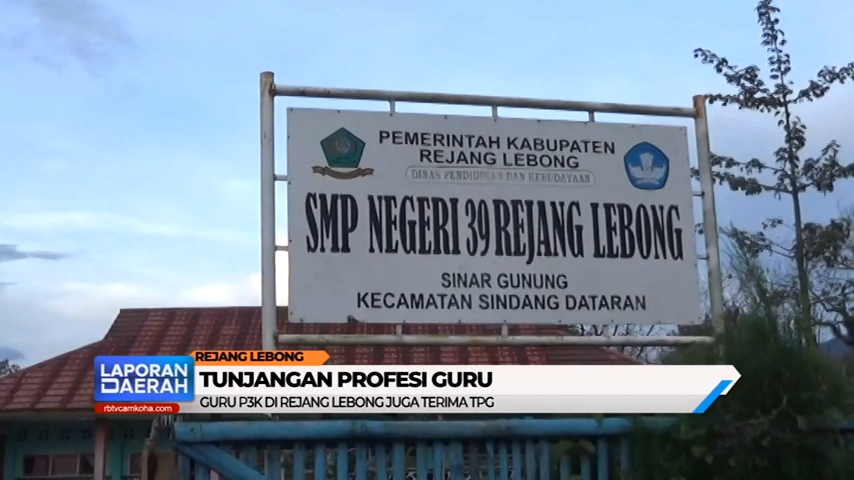 PEMERINTAH KABUPATEN
REJANG LEBONG
DINAS PENDIDIKAN DAN KEBUDAYAAN
SMP NEGERI 39 REJANG LEBONG
SINAR GUNUNG
KECAMATAN SINDANG DATARAN
REJANG LEBONG
LAPORAN
DAERAH
rbtvcamkoha.com
TUNJANGAN PROFESI GURU
GURU P3K DI REJANG LEBONG JUGA TERIMA TPG